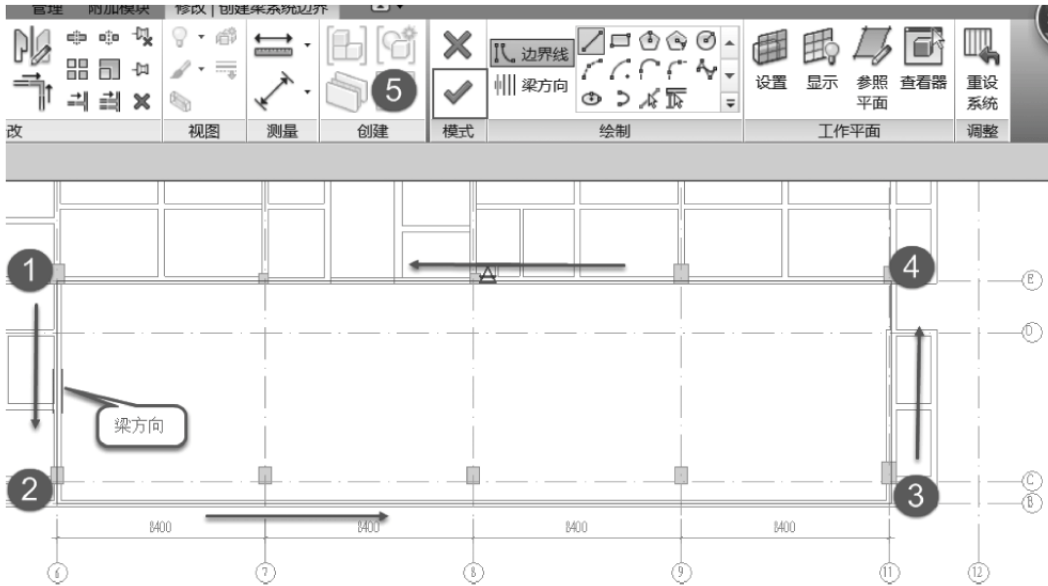 管理 附加模块 修改 | 创建梁系统边界
边界线
梁方向
设置 显示 参照平面 查看器 重设系统
5
改 视图 测量 创建 模式 绘制 工作平面 调整
1
4
E
D
梁方向
2
3
C
B
8400 8400 8400 8400
6 7 8 9 11 12